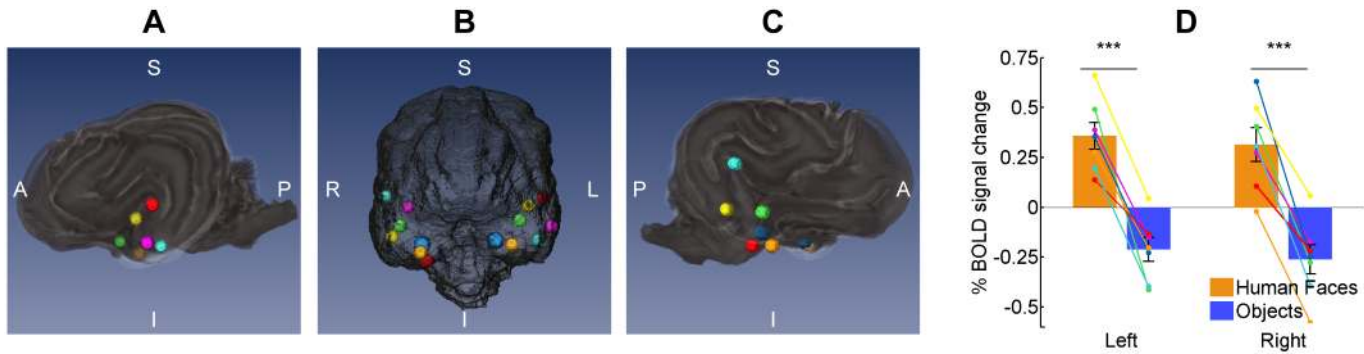 A
B
C
D
S
A
P
I
S
R
L
I
S
P
A
I
***
***
% BOLD signal change
0.75
0.5
0.25
0
-0.25
-0.5
Human Faces
Objects
Left
Right